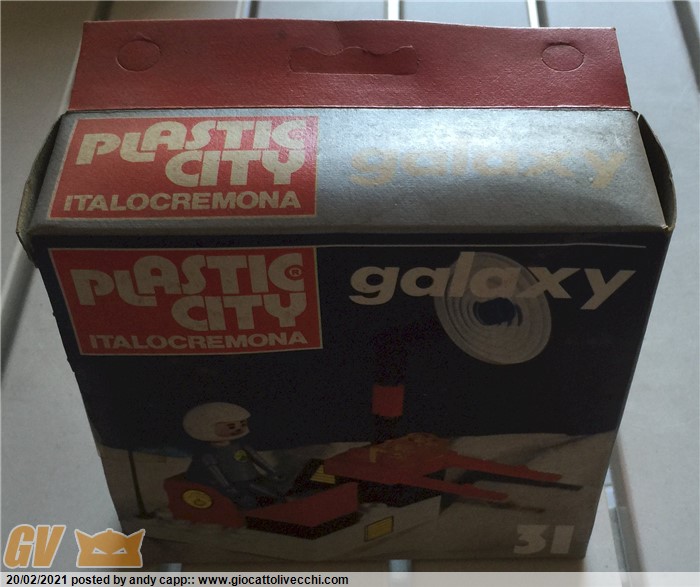 PLASTIC
CITY
ITALOCREMONA
galaxy
PLASTIC®
CITY
ITALOCREMONA
galaxy
31
GV
20/02/2021 posted by andy capp:: www.giocattolivecchi.com